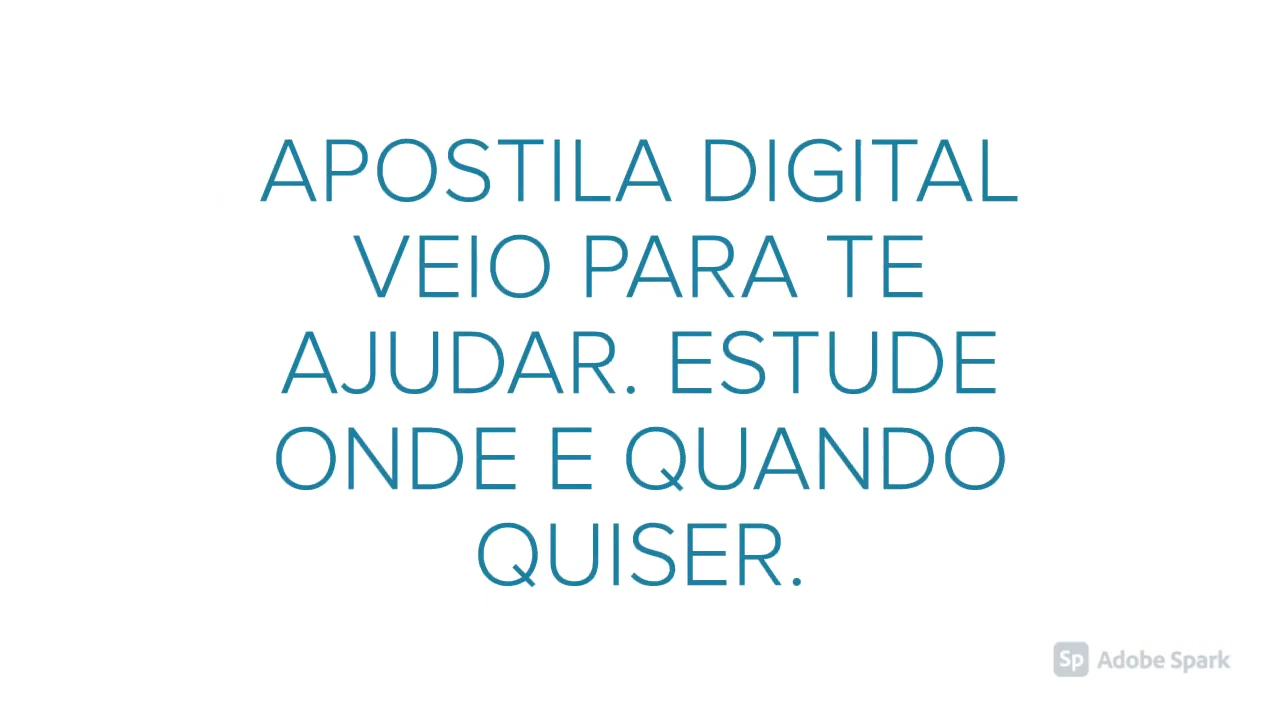 APOSTILA DIGITAL
VEIO PARA TE
AJUDAR. ESTUDE
ONDE E QUANDO
QUISER.
Sp Adobe Spark